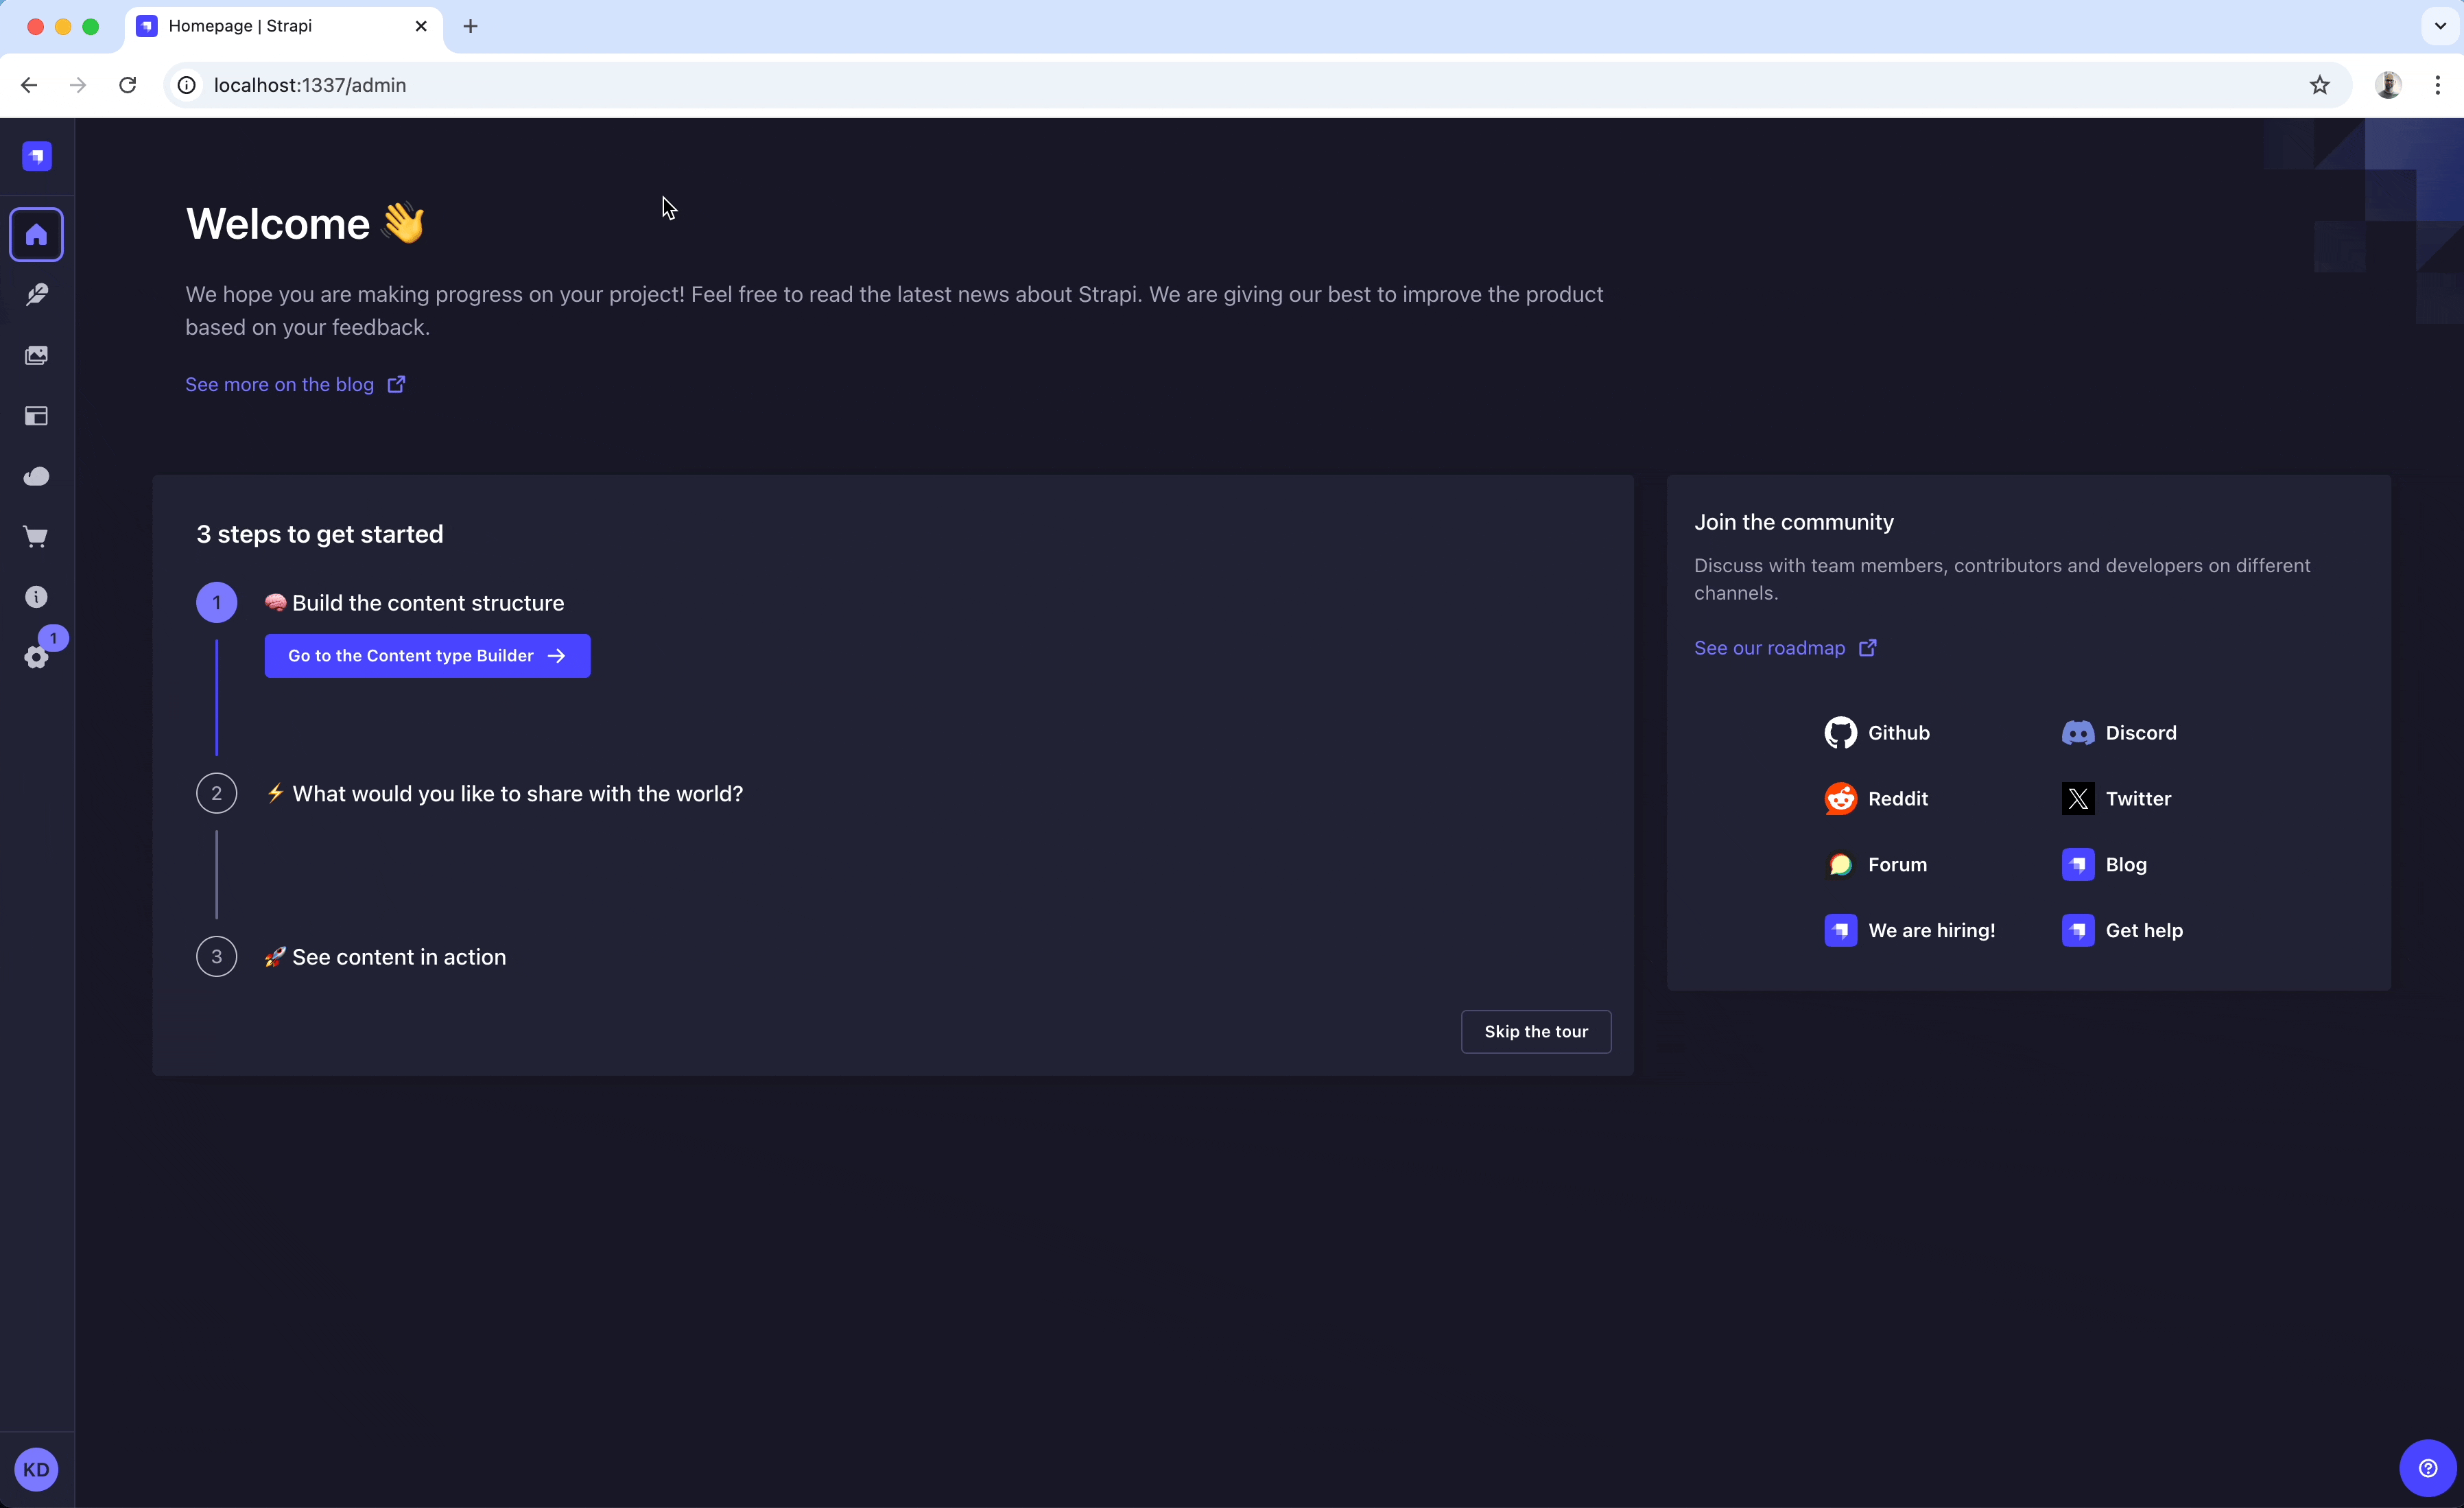 Homepage | Strapi
localhost:1337/admin
Welcome 👋
We hope you are making progress on your project! Feel free to read the latest news about Strapi. We are giving our best to improve the product
based on your feedback.
See more on the blog
3 steps to get started
1
🧠 Build the content structure
Go to the Content type Builder
2
⚡ What would you like to share with the world?
3
🚀 See content in action
Skip the tour
Join the community
Discuss with team members, contributors and developers on different
channels.
See our roadmap
Github
Discord
Reddit
Twitter
Forum
Blog
We are hiring!
Get help
1
KD